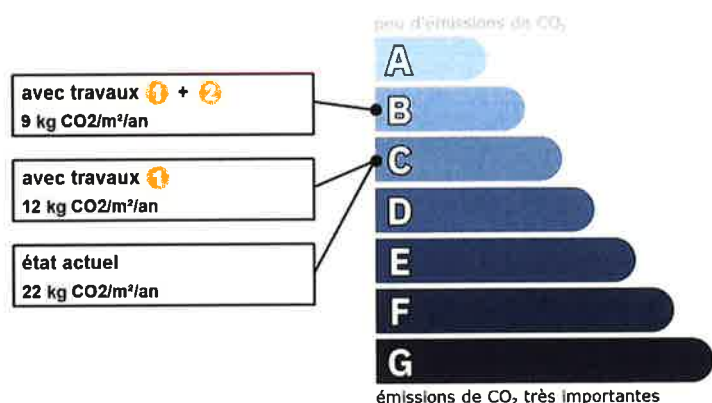 peu d'émissions de CO₂
A
avec travaux 1 + 2
9 kg CO2/m²/an
B
C
avec travaux 1
12 kg CO2/m²/an
D
état actuel
22 kg CO2/m²/an
E
F
G
émissions de CO₂ très importantes